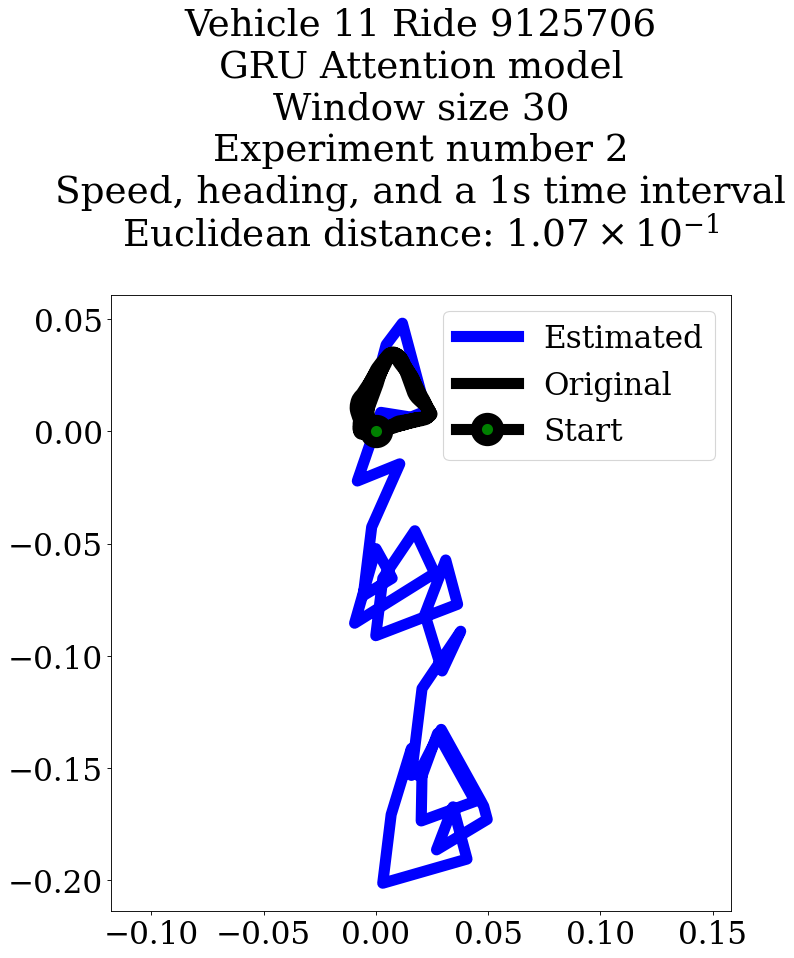 Vehicle 11 Ride 9125706
GRU Attention model
Window size 30
Experiment number 2
Speed, heading, and a 1s time interval
Euclidean distance: 1.07 × 10⁻¹
Estimated
Original
Start
0.05
0.00
−0.05
−0.10
−0.15
−0.20
−0.10 −0.05 0.00 0.05 0.10 0.15